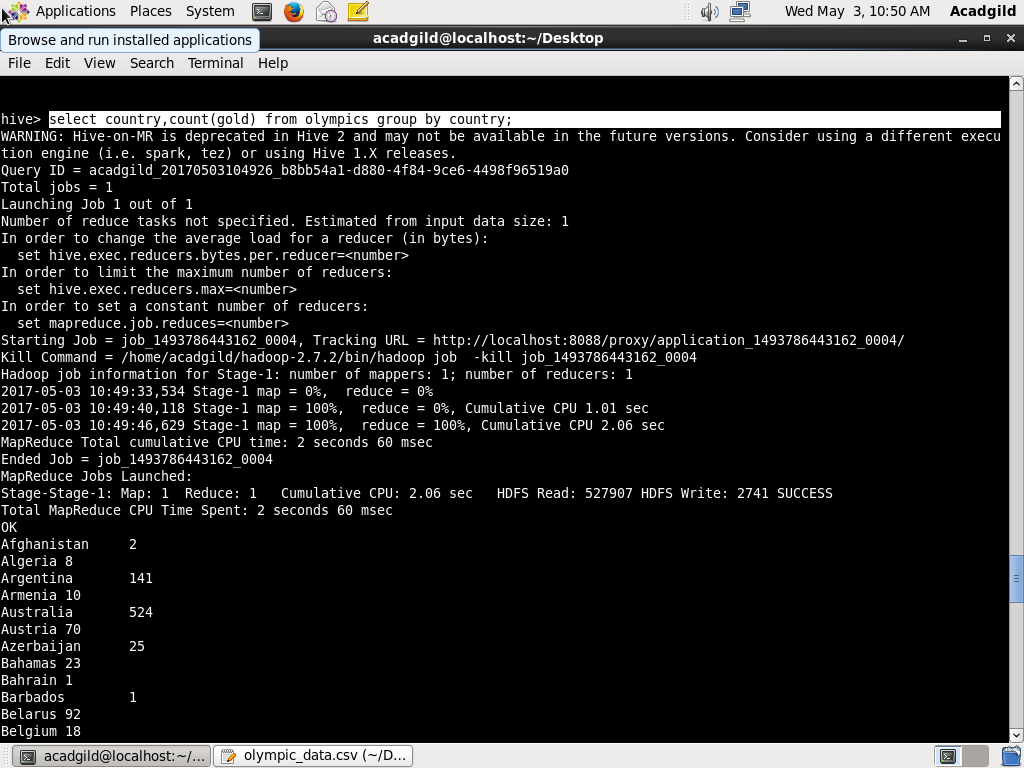 Applications Places System Wed May 3, 10:50 AM Acadgild
Browse and run installed applications acadgild@localhost:~/Desktop
File Edit View Search Terminal Help
hive> select country,count(gold) from olympics group by country;
WARNING: Hive-on-MR is deprecated in Hive 2 and may not be available in the future versions. Consider using a different execu
tion engine (i.e. spark, tez) or using Hive 1.X releases.
Query ID = acadgild_20170503104926_b8bb54a1-d880-4f84-9ce6-4498f96519a0
Total jobs = 1
Launching Job 1 out of 1
Number of reduce tasks not specified. Estimated from input data size: 1
In order to change the average load for a reducer (in bytes):
  set hive.exec.reducers.bytes.per.reducer=<number>
In order to limit the maximum number of reducers:
  set hive.exec.reducers.max=<number>
In order to set a constant number of reducers:
  set mapreduce.job.reduces=<number>
Starting Job = job_1493786443162_0004, Tracking URL = http://localhost:8088/proxy/application_1493786443162_0004/
Kill Command = /home/acadgild/hadoop-2.7.2/bin/hadoop job  -kill job_1493786443162_0004
Hadoop job information for Stage-1: number of mappers: 1; number of reducers: 1
2017-05-03 10:49:33,534 Stage-1 map = 0%,  reduce = 0%
2017-05-03 10:49:40,118 Stage-1 map = 100%,  reduce = 0%, Cumulative CPU 1.01 sec
2017-05-03 10:49:46,629 Stage-1 map = 100%,  reduce = 100%, Cumulative CPU 2.06 sec
MapReduce Total cumulative CPU time: 2 seconds 60 msec
Ended Job = job_1493786443162_0004
MapReduce Jobs Launched:
Stage-Stage-1: Map: 1  Reduce: 1   Cumulative CPU: 2.06 sec   HDFS Read: 527907 HDFS Write: 2741 SUCCESS
Total MapReduce CPU Time Spent: 2 seconds 60 msec
OK
Afghanistan     2
Algeria 8
Argentina       141
Armenia 10
Australia       524
Austria 70
Azerbaijan      25
Bahamas 23
Bahrain 1
Barbados        1
Belarus 92
Belgium 18
acadgild@localhost:~/... olympic_data.csv (~/D...